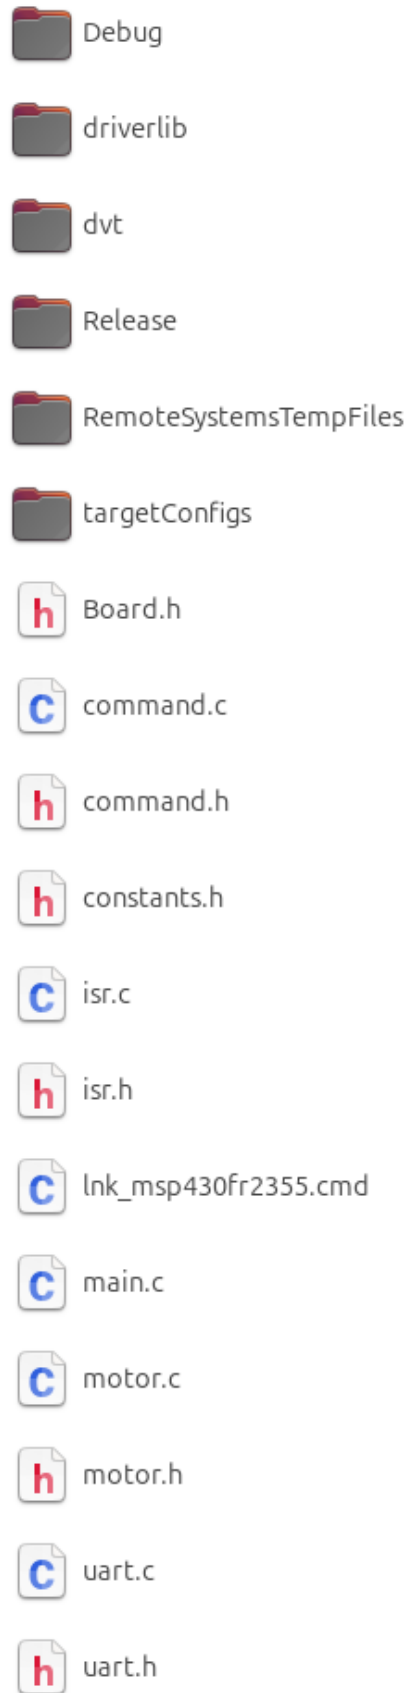 Debug
driverlib
dvt
Release
RemoteSystemsTempFiles
targetConfigs
h Board.h
C command.c
h command.h
h constants.h
C isr.c
h isr.h
C lnk_msp430fr2355.cmd
C main.c
C motor.c
h motor.h
C uart.c
h uart.h